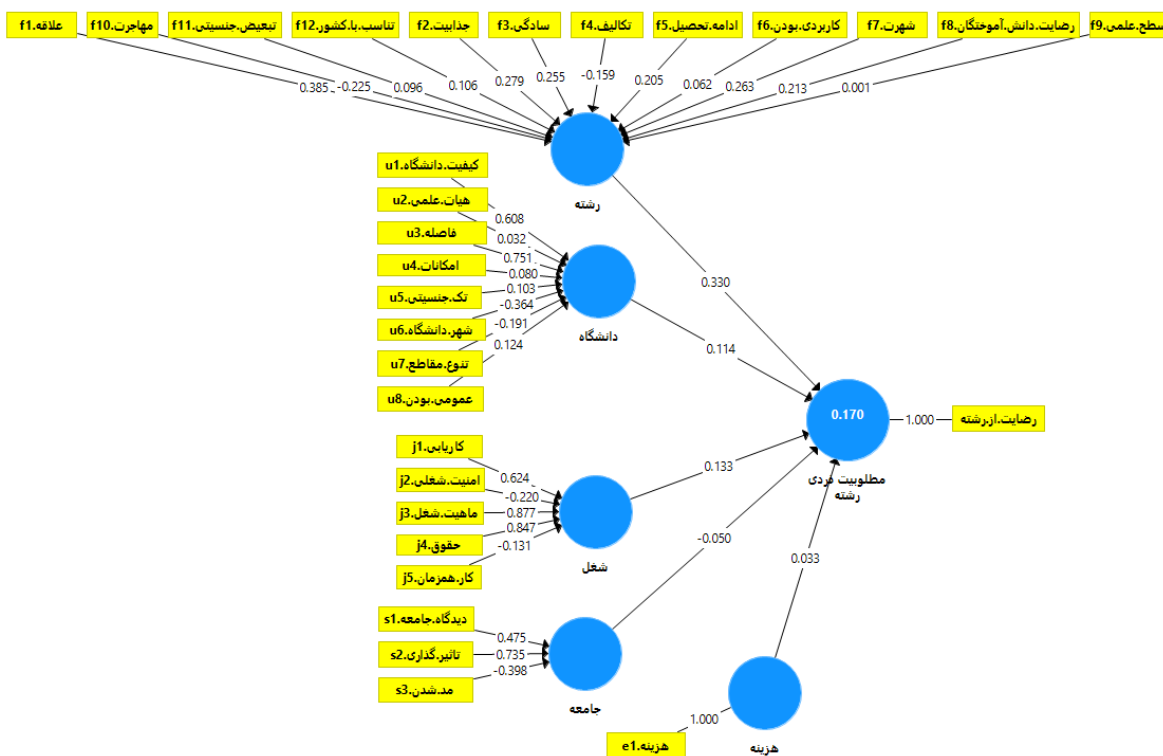 f1.علاقه
f10.مهاجرت
f11.تبعیض.جنسیتی
f12.تناسب.با.کشور
f2.جذابیت
f3.سادگی
f4.تکالیف
f5.ادامه.تحصیل
f6.کاربردی.بودن
f7.شهرت
f8.رضایت.دانش.آموختگان
f9.سطح.علمی
0.385
-0.225
0.096
0.106
0.279
0.255
-0.159
0.205
0.062
0.263
0.213
0.001
رشته
u1.کیفیت.دانشگاه
u2.هیات.علمی
u3.فاصله
u4.امکانات
u5.تک.جنسیتی
u6.شهر.دانشگاه
u7.تنوع.مقاطع
u8.عمومی.بودن
0.608
0.032
0.751
0.080
0.103
-0.364
-0.191
0.124
دانشگاه
0.330
0.114
0.133
-0.050
0.033
0.170
مطلوبیت فردی
رشته
1.000
رضایت.از.رشته
j1.کاریابی
j2.امنیت.شغلی
j3.ماهیت.شغل
j4.حقوق
j5.کار.همزمان
0.624
-0.220
0.877
0.847
-0.131
شغل
s1.دیدگاه.جامعه
s2.تاثیر.گذاری
s3.مد.شدن
0.475
0.735
-0.398
جامعه
1.000
e1.هزینه
هزینه